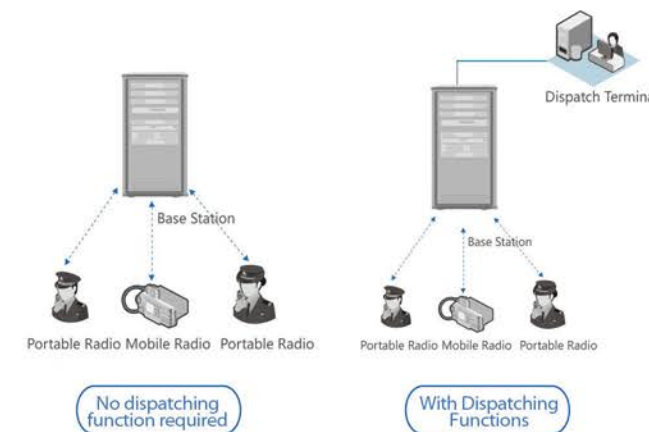 Dispatch Termina
Base Station
Base Station
Portable Radio Mobile Radio Portable Radio
Portable Radio Mobile Radio Portable Radio
No dispatching
function required
With Dispatching
Functions